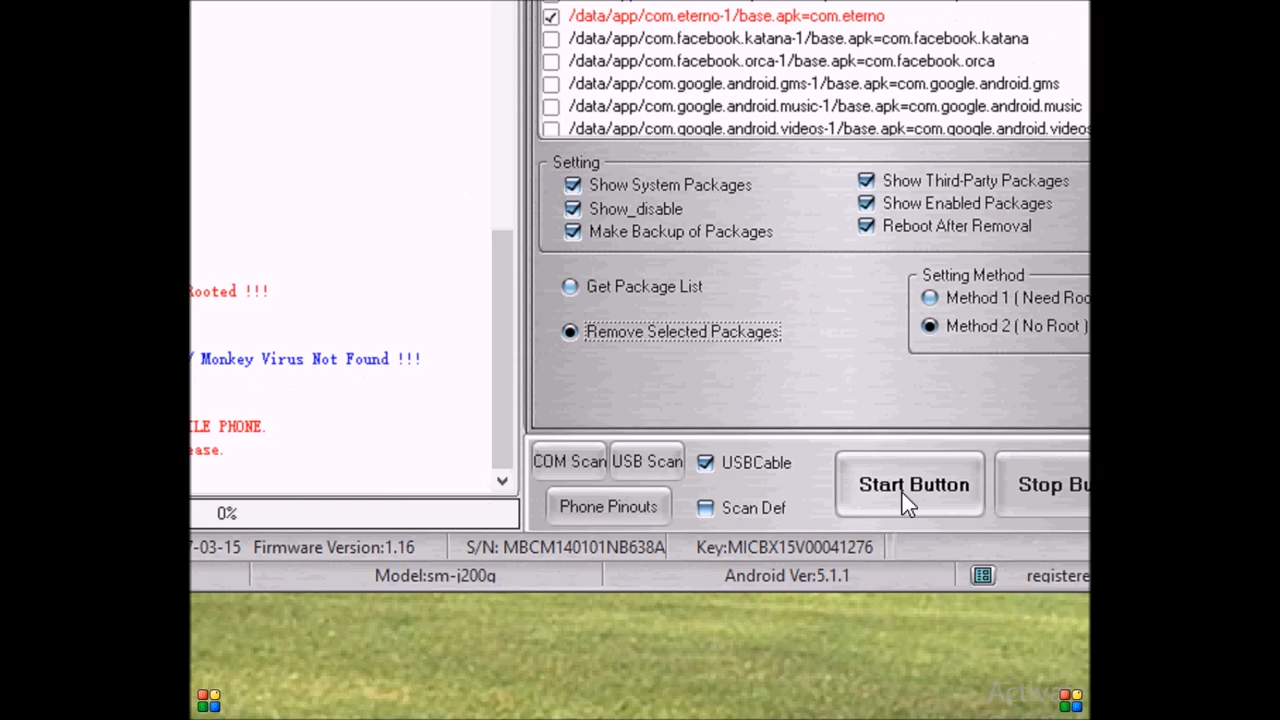 /data/app/com.eterno-1/base.apk=com.eterno
/data/app/com.facebook.katana-1/base.apk=com.facebook.katana
/data/app/com.facebook.orca-1/base.apk=com.facebook.orca
/data/app/com.google.android.gms-1/base.apk=com.google.android.gms
/data/app/com.google.android.music-1/base.apk=com.google.android.music
/data/app/com.google.android.videos-1/base.apk=com.google.android.videos
Setting
Show System Packages
Show Third-Party Packages
Show_disable
Show Enabled Packages
Make Backup of Packages
Reboot After Removal
Rooted !!!
Get Package List
Setting Method
Method 1 ( Need Roo
Remove Selected Packages
Method 2 ( No Root )
/ Monkey Virus Not Found !!!
ILE PHONE.
ease.
COM Scan USB Scan USBCable
Start Button Stop Bu
Phone Pinouts Scan Def
0%
7-03-15 Firmware Version:1.16 S/N: MBCM140101NB638A Key:MICBX15V00041276
Model:sm-j200g Android Ver:5.1.1 registere
Activa